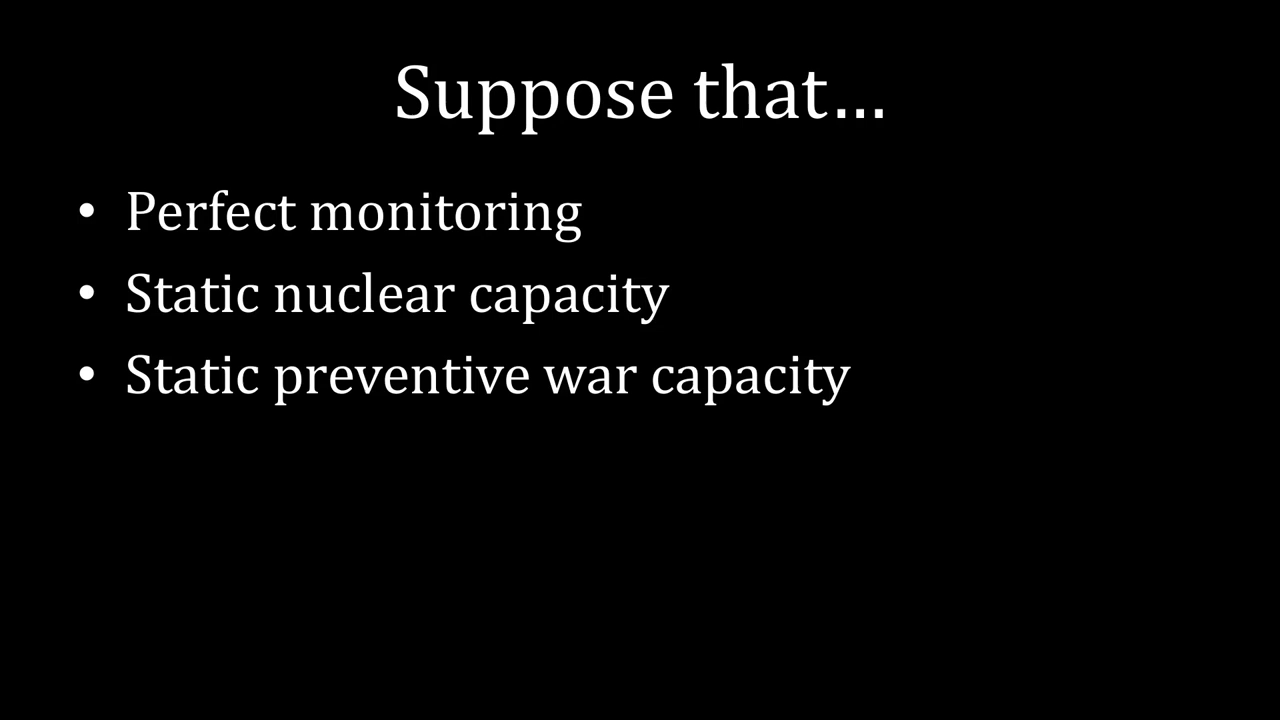 Suppose that…
• Perfect monitoring
• Static nuclear capacity
• Static preventive war capacity